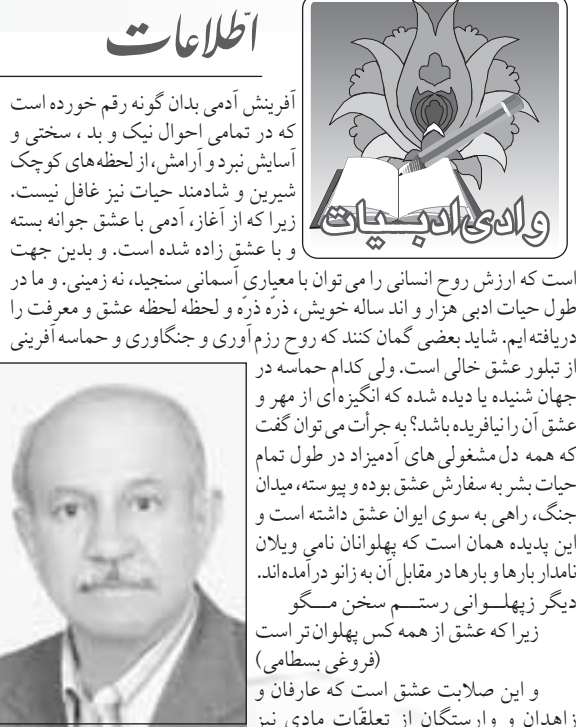 اطّلاعات
وادی ادبـیات
آفرینش آدمی بدان گونه رقم خورده است
که در تمامی احوال نیک و بد ، سختی و
آسایش نبرد و آرامش، از لحظه‌های کوچک
شیرین و شادمند حیات نیز غافل نیست.
زیرا که از آغاز، آدمی با عشق جوانه بسته
و با عشق زاده شده است. و بدین جهت
است که ارزش روح انسانی را می توان با معیاری آسمانی سنجید، نه زمینی. و ما در
طول حیات ادبی هزار و اند ساله خویش، ذرّه ذرّه و لحظه لحظه عشق و معرفت را
دریافته ایم. شاید بعضی گمان کنند که روح رزم آوری و جنگاوری و حماسه آفرینی
از تبلور عشق خالی است. ولی کدام حماسه در
جهان شنیده یا دیده شده که انگیزه ای از مهر و
عشق آن را نیافریده باشد؟ به جرأت می توان گفت
که همه دل مشغولی های آدمیزاد در طول تمام
حیات بشر به سفارش عشق بوده و پیوسته، میدان
جنگ، راهی به سوی ایوان عشق داشته است و
این پدیده همان است که پهلوانان نامی ویلان
نامدار بارها و بارها در مقابل آن به زانو درآمده‌اند.
دیگر زپهلـــوانی رستـــم سخن مـــگو
زیرا که عشق از همه کس پهلوان تر است
(فروغی بسطامی)
و این صلابت عشق است که عارفان و
زاهدان و وارستگان از تعلقّات مادی نیز